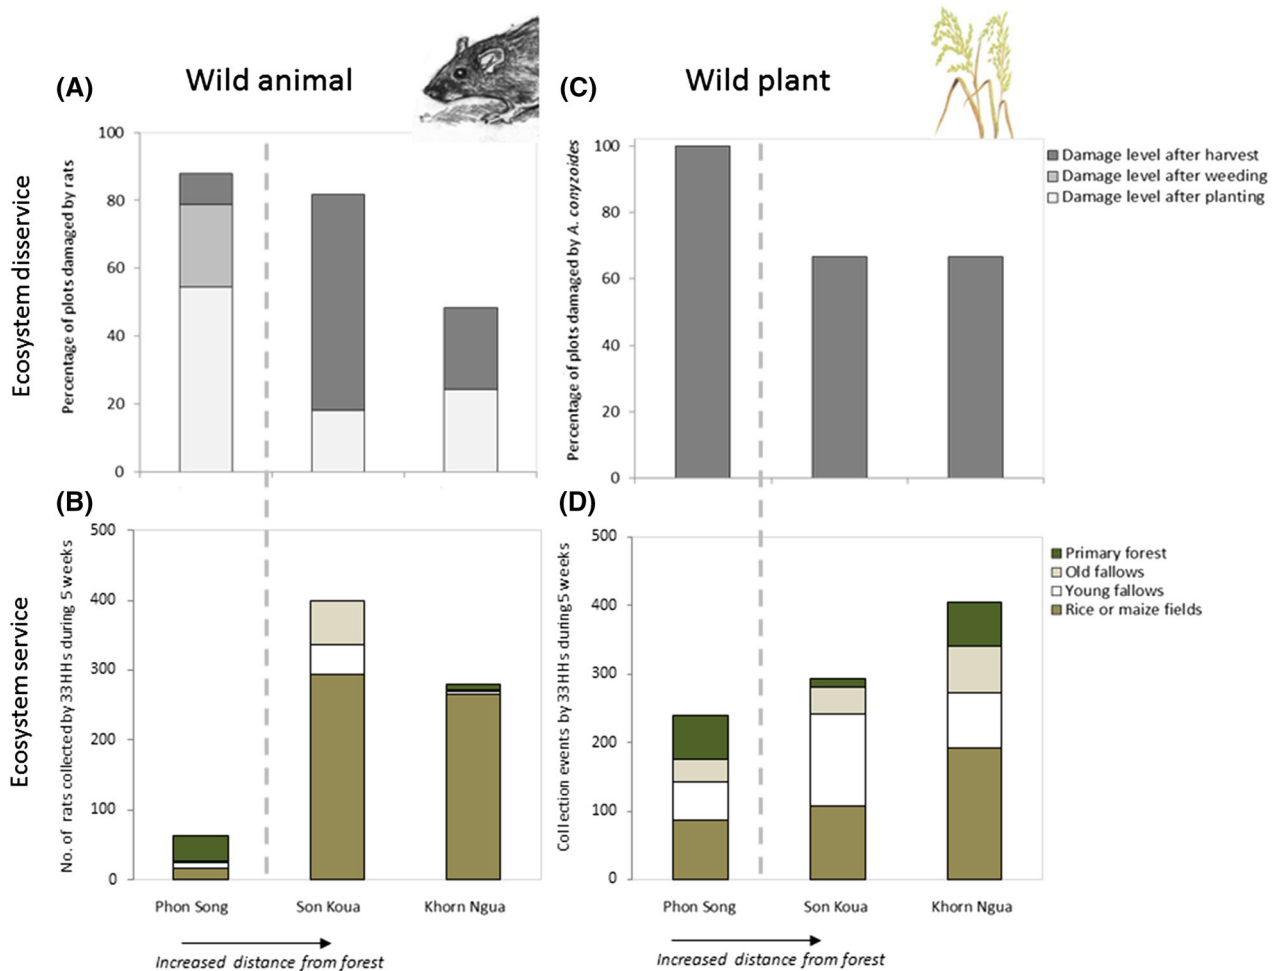 (A)
Wild animal
Ecosystem disservice
Percentage of plots damaged by rats
100
80
60
40
20
0
(C)
Wild plant
Percentage of plots damaged by A. conyzoides
100
80
60
40
20
0
Damage level after harvest
Damage level after weeding
Damage level after planting
(B)
Ecosystem service
No. of rats collected by 33HHs during 5 weeks
500
400
300
200
100
0
Phon Song
Son Koua
Khorn Ngua
Increased distance from forest
(D)
Collection events by 33HHs during5 weeks
500
400
300
200
100
0
Phon Song
Son Koua
Khorn Ngua
Increased distance from forest
Primary forest
Old fallows
Young fallows
Rice or maize fields